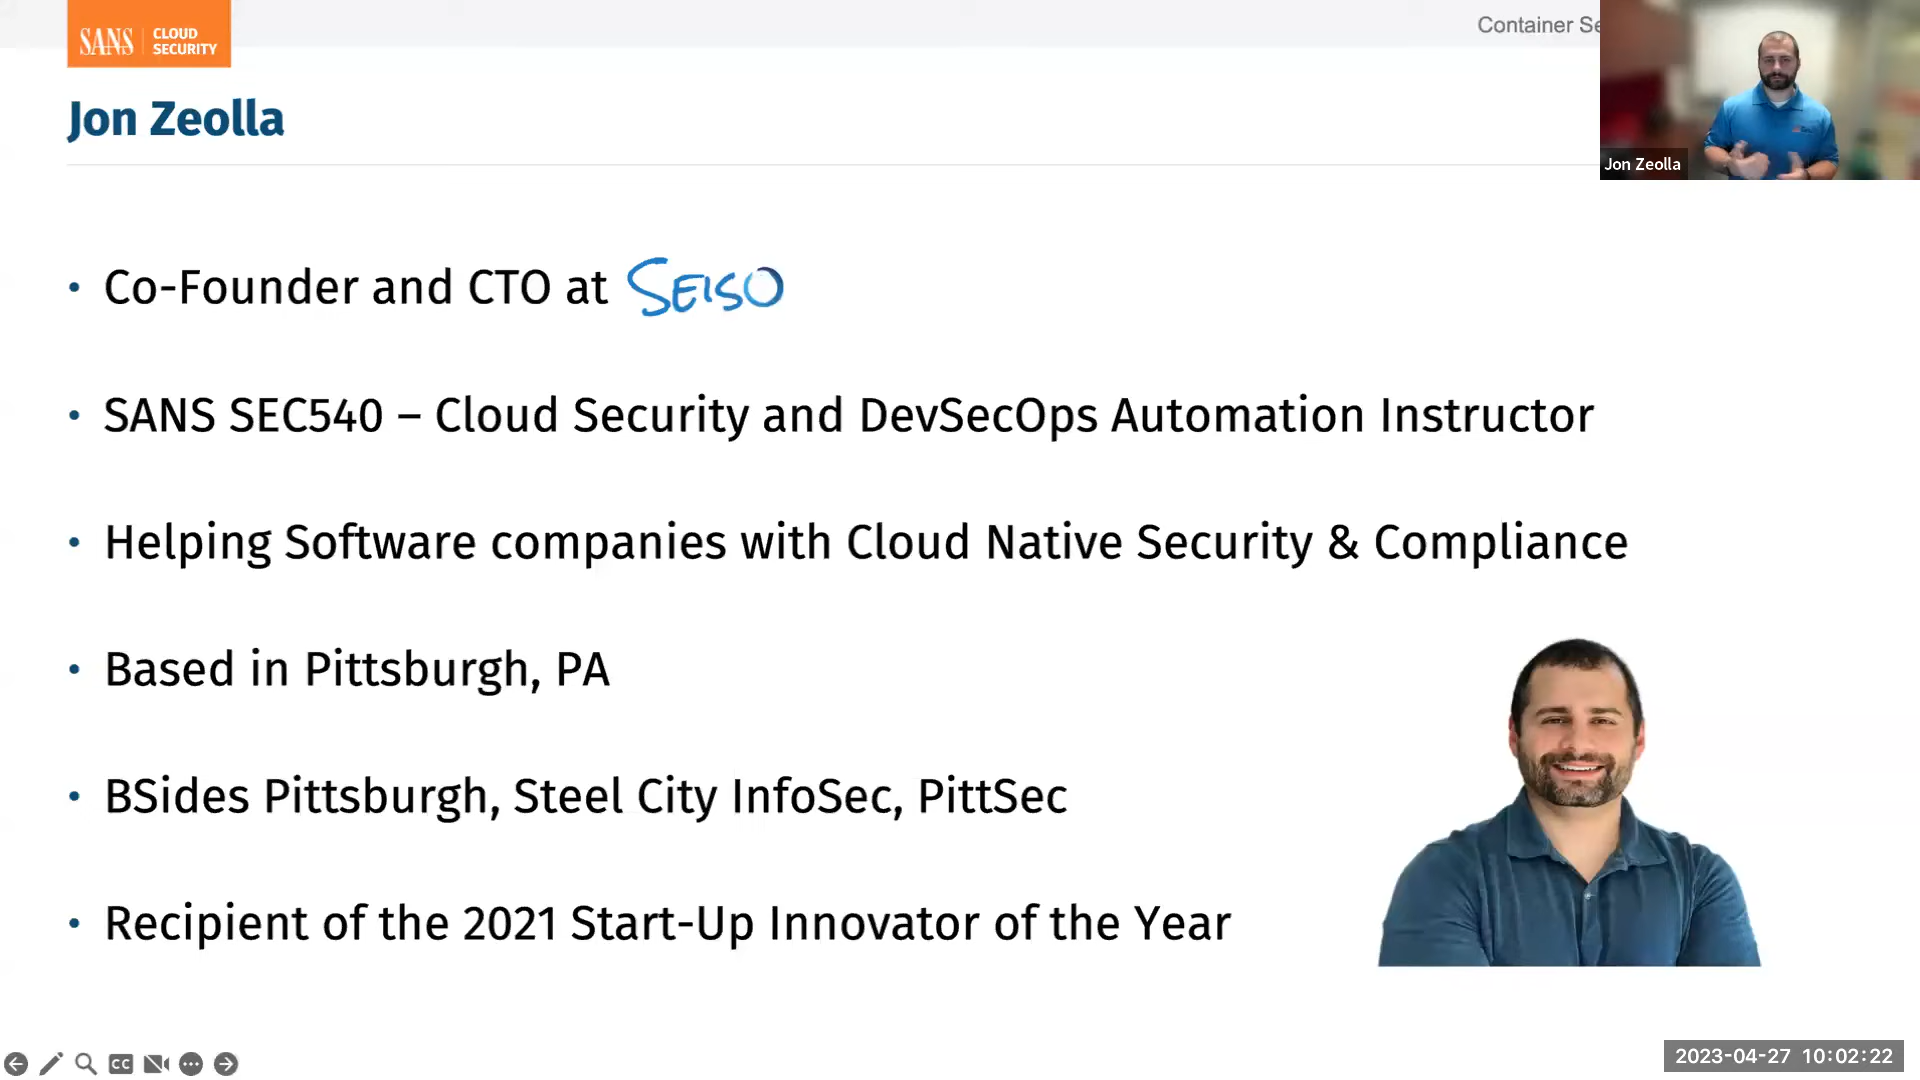 SANS
CLOUD
SECURITY
Container Se
Jon Zeolla
Jon Zeolla
• Co-Founder and CTO at SEISO
• SANS SEC540 – Cloud Security and DevSecOps Automation Instructor
• Helping Software companies with Cloud Native Security & Compliance
• Based in Pittsburgh, PA
• BSides Pittsburgh, Steel City InfoSec, PittSec
• Recipient of the 2021 Start-Up Innovator of the Year
CC
2023-04-27 10:02:22